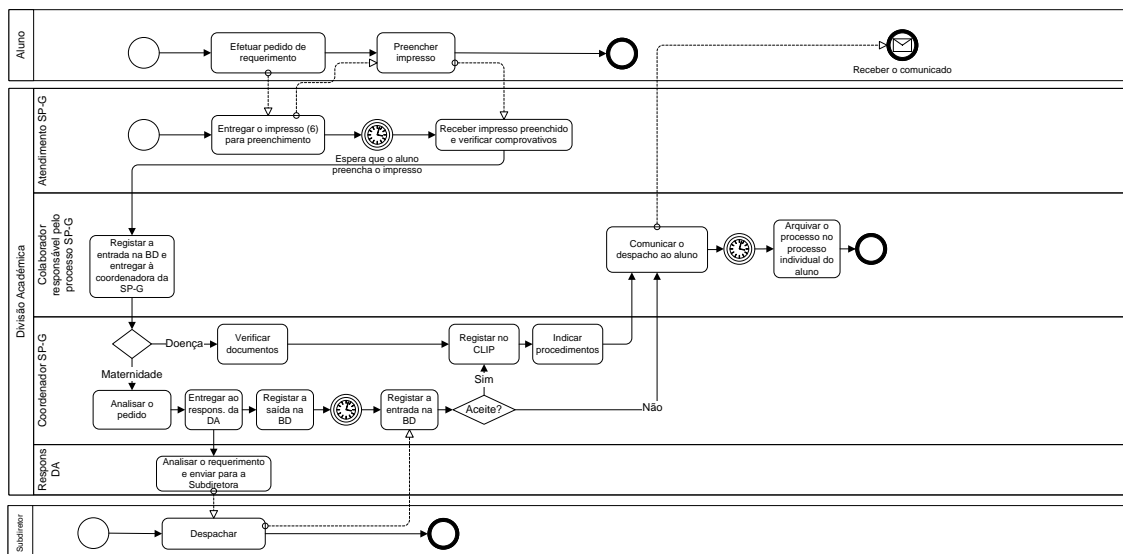 Aluno
Efetuar pedido de
requerimento
Preencher
impresso
Receber o comunicado
Divisão Académica
Atendimento SP-G
Entregar o impresso (6)
para preenchimento
Espera que o aluno
preencha o impresso
Receber impresso preenchido
e verificar comprovativos
Colaborador
responsável pelo
processo SP-G
Registar a
entrada na BD e
entregar à
coordenadora da
SP-G
Comunicar o
despacho ao aluno
Arquivar o
processo no
processo
individual do
aluno
Coordenador SP-G
Doença
Verificar
documentos
Registar no
CLIP
Indicar
procedimentos
Maternidade
Sim
Analisar o
pedido
Entregar ao
respons. da
DA
Registar a
saída na
BD
Registar a
entrada na
BD
Aceite?
Não
Respons
DA
Analisar o requerimento
e enviar para a
Subdiretora
Subdiretor
Despachar